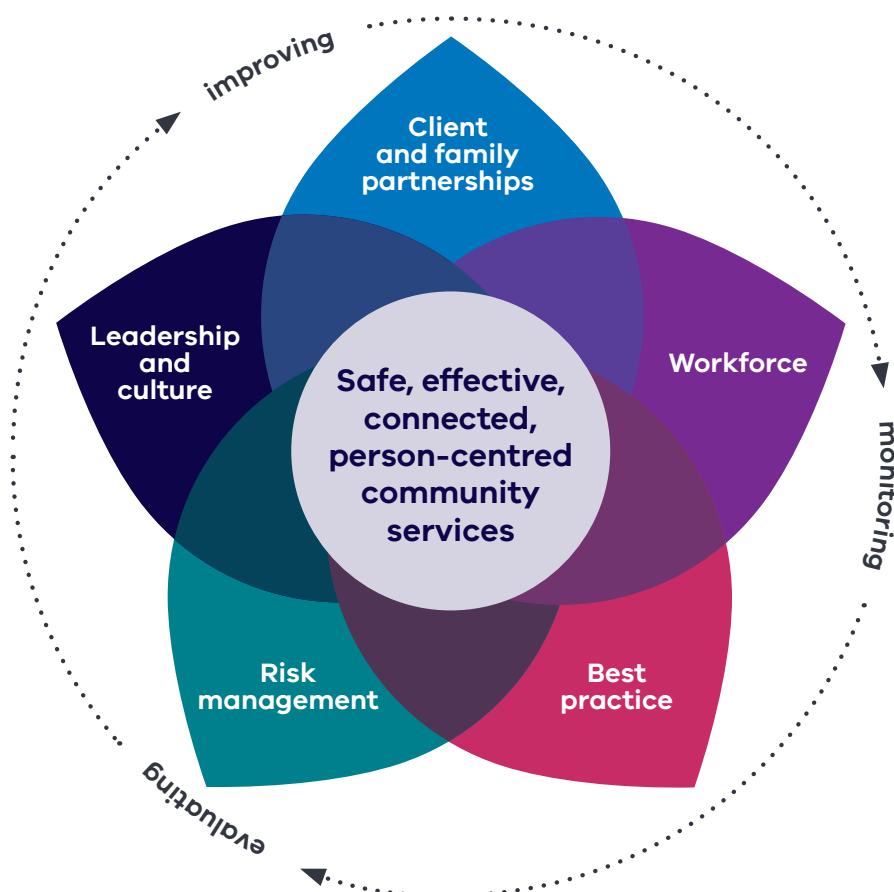 improving
Client
and family
partnerships
Leadership
and
culture
Workforce
Safe, effective,
connected,
person-centred
community
services
monitoring
Risk
management
Best
practice
evaluating